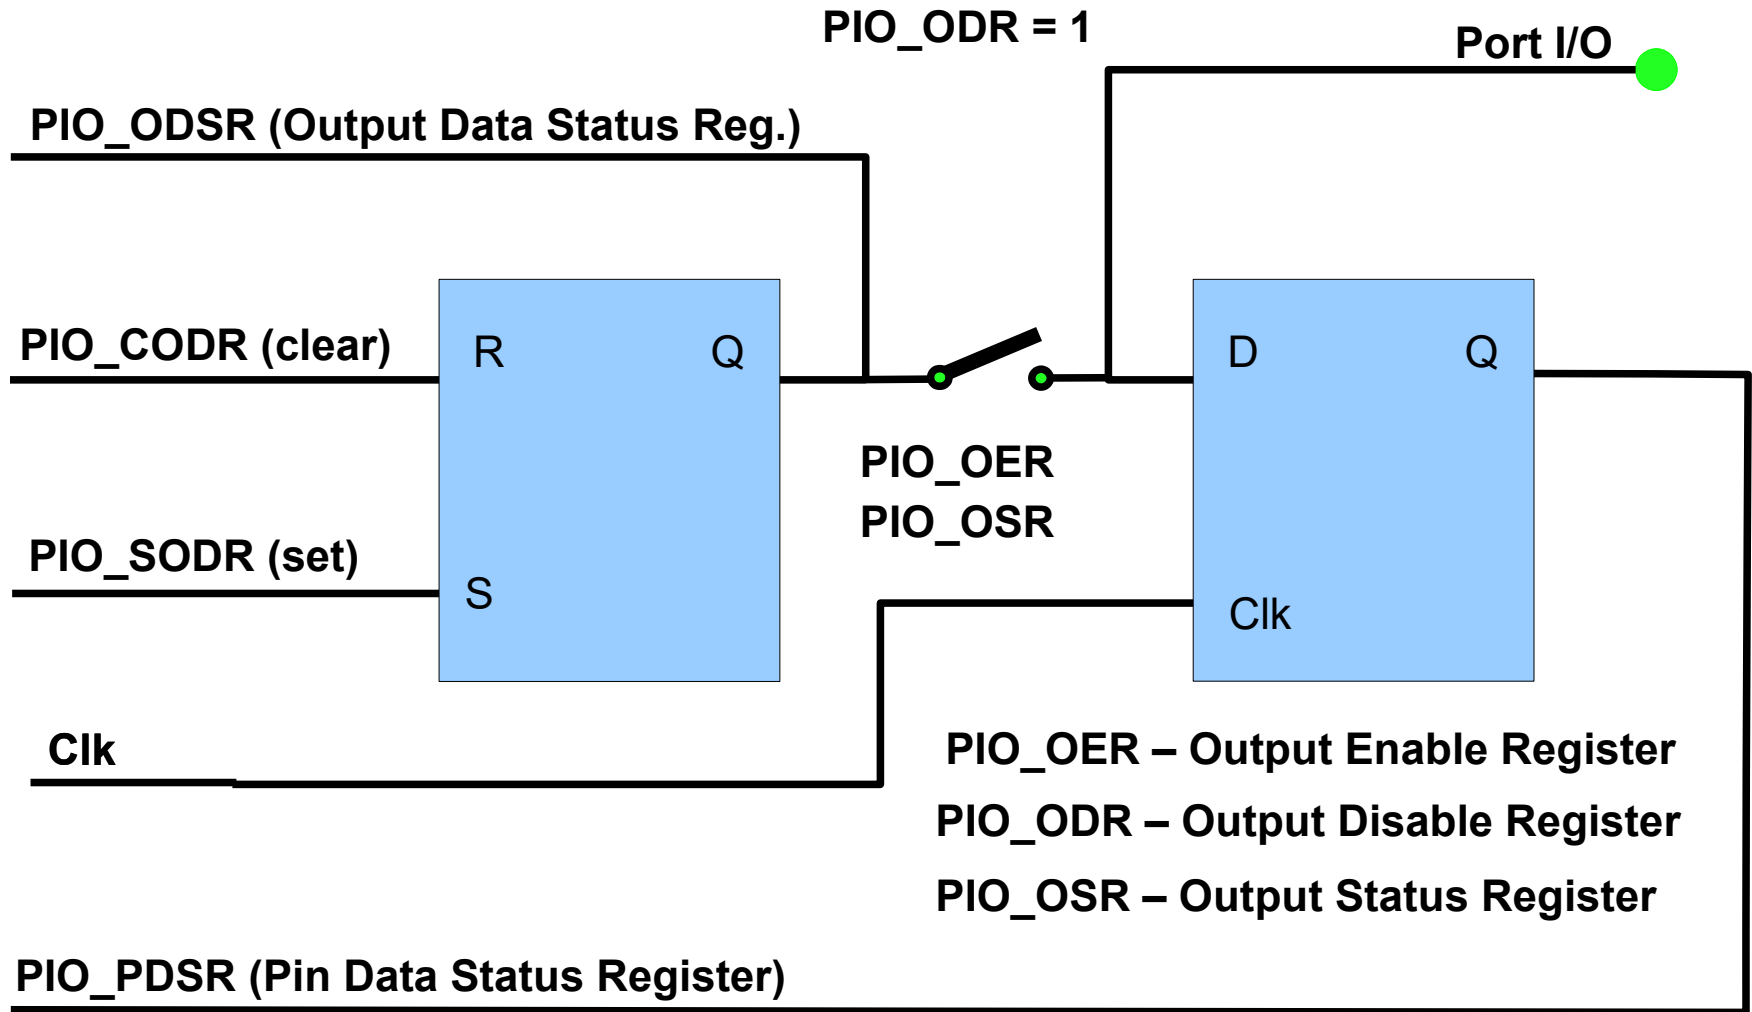 PIO_ODR = 1
Port I/O
PIO_ODSR (Output Data Status Reg.)
PIO_CODR (clear)
R
Q
D
Q
PIO_OER
PIO_OSR
PIO_SODR (set)
S
Clk
Clk
PIO_OER – Output Enable Register
PIO_ODR – Output Disable Register
PIO_OSR – Output Status Register
PIO_PDSR (Pin Data Status Register)